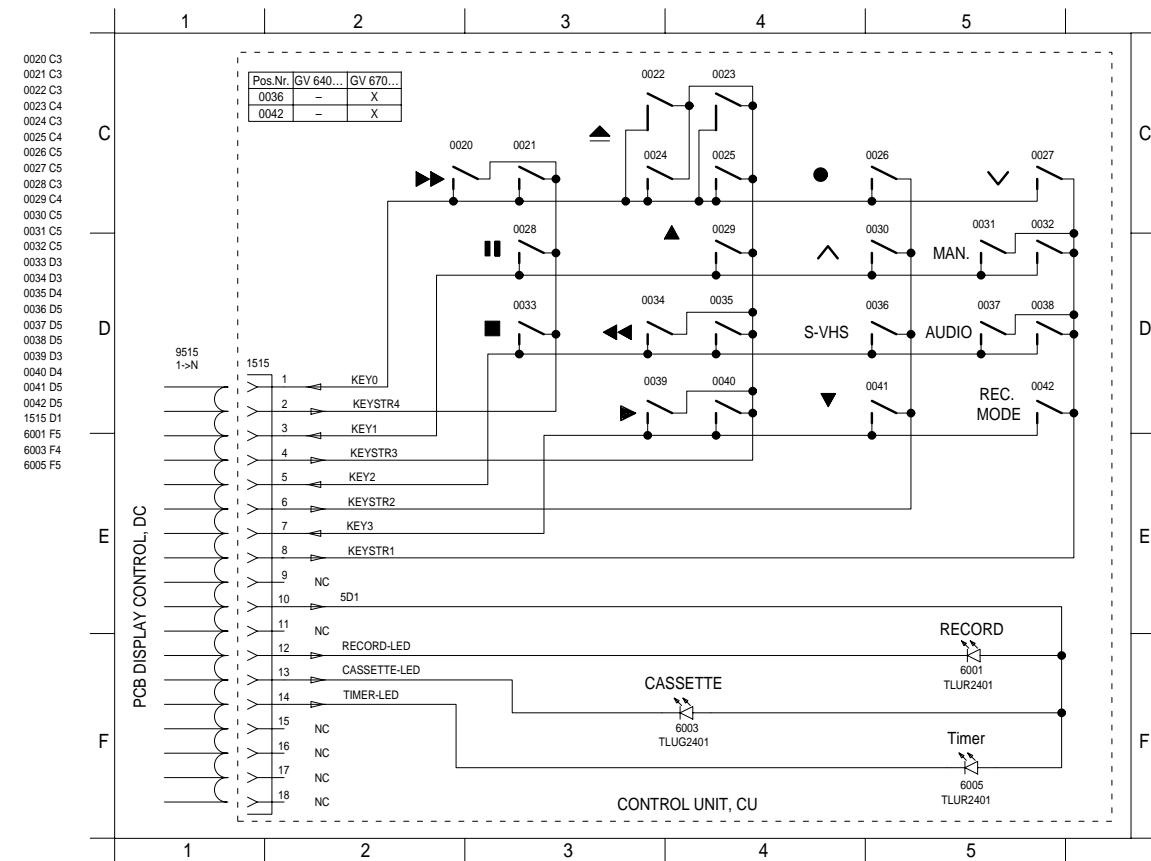 1 2 3 4 5
0020 C3
0021 C3
0022 C3
0023 C4
0024 C3
0025 C4
0026 C5
0027 C5
0028 C3
0029 C4
0030 C5
0031 C5
0032 C5
0033 D3
0034 D3
0035 D4
0036 D5
0037 D5
0038 D5
0039 D3
0040 D4
0041 D5
0042 D5
1515 D1
6001 F5
6003 F4
6005 F5
Pos.Nr. GV 640... GV 670...
0036 – X
0042 – X
0022 0023
C C
0020 0021 0024 0025 0026 0027
0028 0029 0030 0031 0032
MAN.
0033 0034 0035 0036 0037 0038
D D
S-VHS AUDIO
9515
1->N
1515
0039 0040 0041 0042
REC.
MODE
1 KEY0
2 KEYSTR4
3 KEY1
4 KEYSTR3
5 KEY2
6 KEYSTR2
7 KEY3
8 KEYSTR1
9 NC
10 5D1
11 NC
12 RECORD-LED
13 CASSETTE-LED
14 TIMER-LED
15 NC
16 NC
17 NC
18 NC
E E
PCB DISPLAY CONTROL, DC
RECORD
6001
TLUR2401
CASSETTE
6003
TLUG2401
F F
Timer
6005
TLUR2401
CONTROL UNIT, CU
1 2 3 4 5